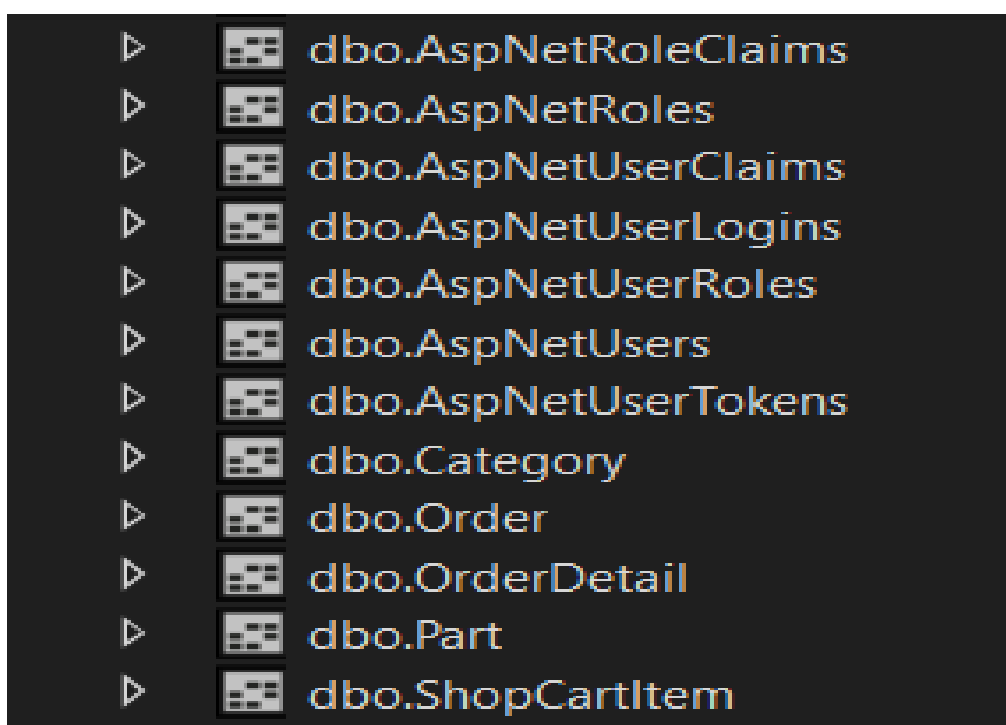 dbo.AspNetRoleClaims
dbo.AspNetRoles
dbo.AspNetUserClaims
dbo.AspNetUserLogins
dbo.AspNetUserRoles
dbo.AspNetUsers
dbo.AspNetUserTokens
dbo.Category
dbo.Order
dbo.OrderDetail
dbo.Part
dbo.ShopCartItem